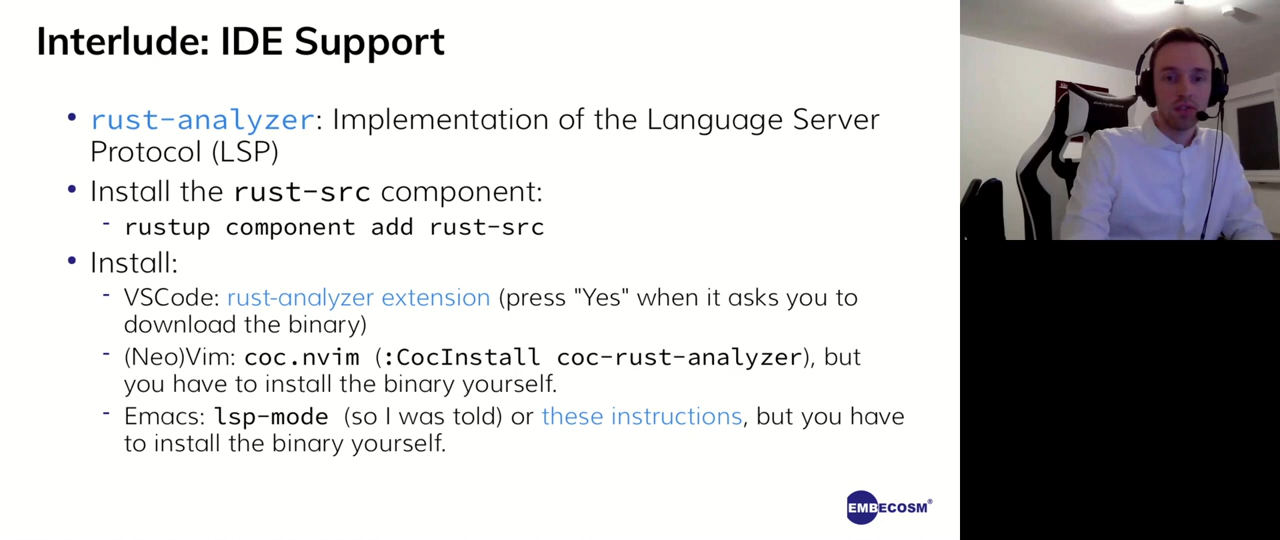 Interlude: IDE Support
• rust-analyzer: Implementation of the Language Server
Protocol (LSP)
• Install the rust-src component:
- rustup component add rust-src
• Install:
- VSCode: rust-analyzer extension (press "Yes" when it asks you to
download the binary)
- (Neo)Vim: coc.nvim (:CocInstall coc-rust-analyzer), but
you have to install the binary yourself.
- Emacs: lsp-mode (so I was told) or these instructions, but you have
to install the binary yourself.
EMBECOSM®